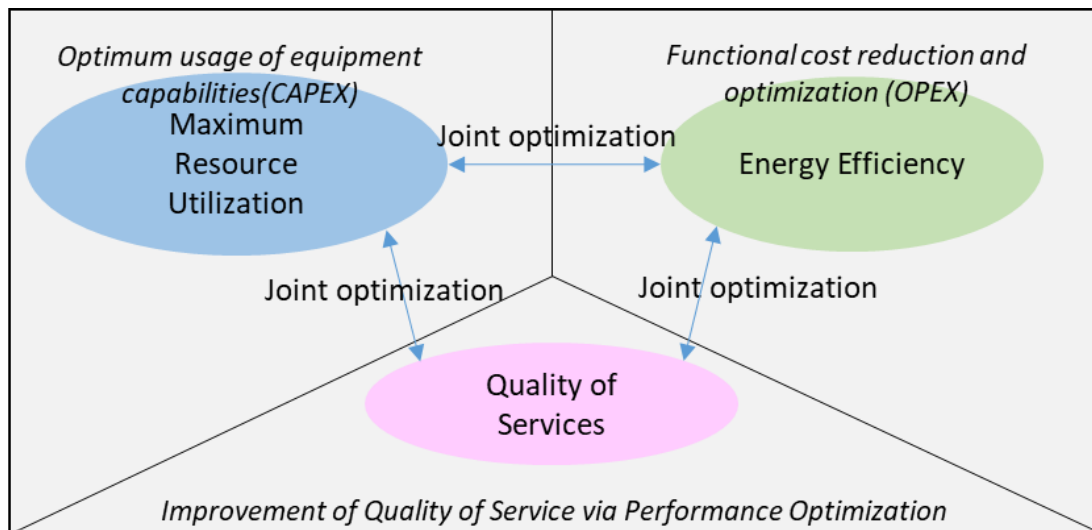 Optimum usage of equipment
capabilities(CAPEX)
Maximum
Resource
Utilization
Functional cost reduction and
optimization (OPEX)
Energy Efficiency
Joint optimization
Joint optimization
Joint optimization
Quality of
Services
Improvement of Quality of Service via Performance Optimization